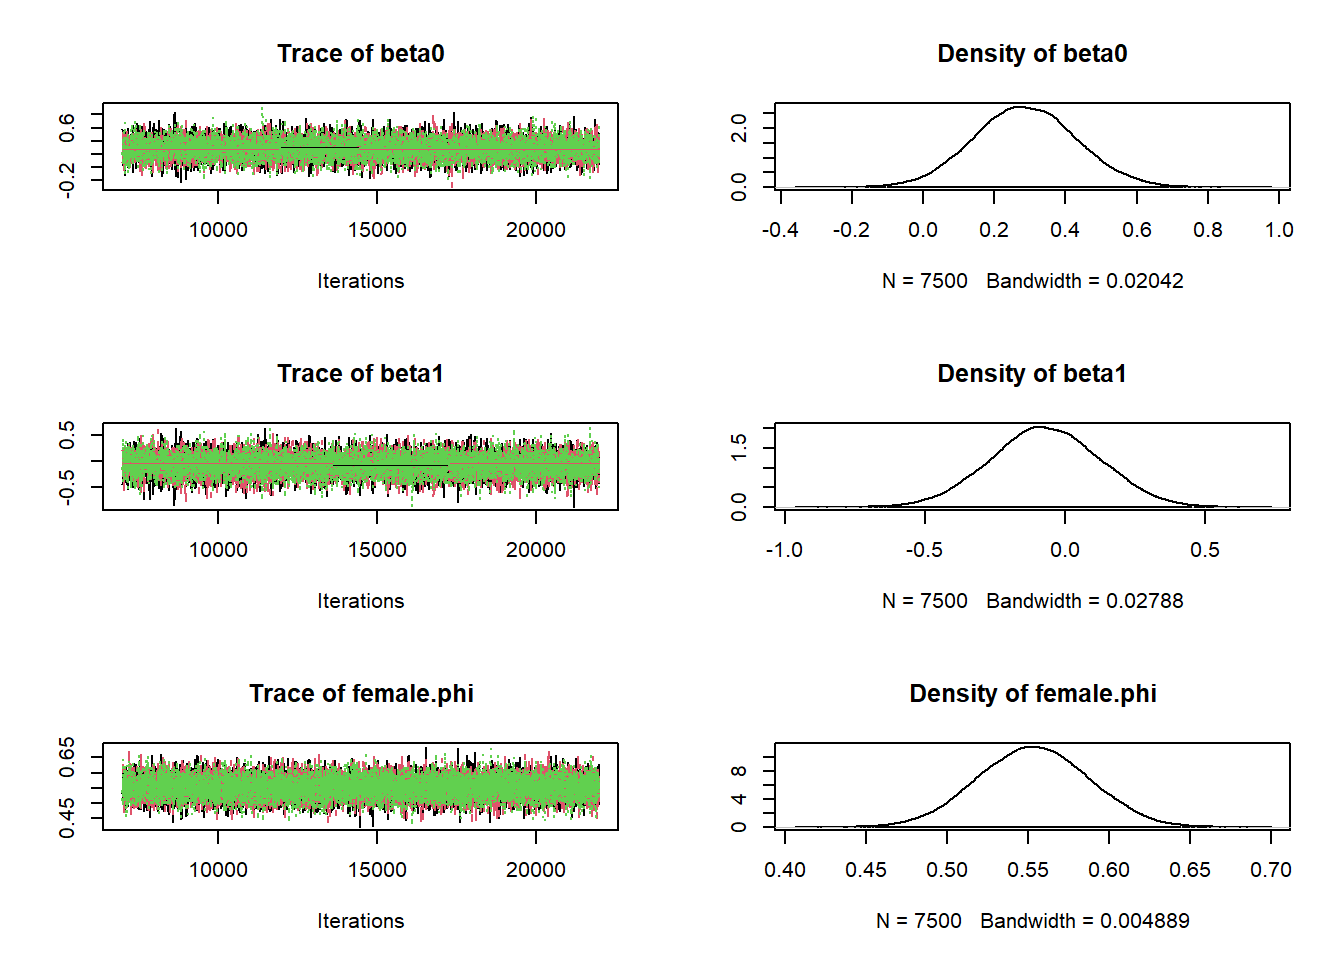 Trace of beta0
0.6
-0.2
10000 15000 20000
Iterations
Density of beta0
2.0
0.0
-0.4 -0.2 0.0 0.2 0.4 0.6 0.8 1.0
N = 7500 Bandwidth = 0.02042
Trace of beta1
0.5
-0.5
10000 15000 20000
Iterations
Density of beta1
1.5
0.0
-1.0 -0.5 0.0 0.5
N = 7500 Bandwidth = 0.02788
Trace of female.phi
0.65
0.45
10000 15000 20000
Iterations
Density of female.phi
8
4
0
0.40 0.45 0.50 0.55 0.60 0.65 0.70
N = 7500 Bandwidth = 0.004889